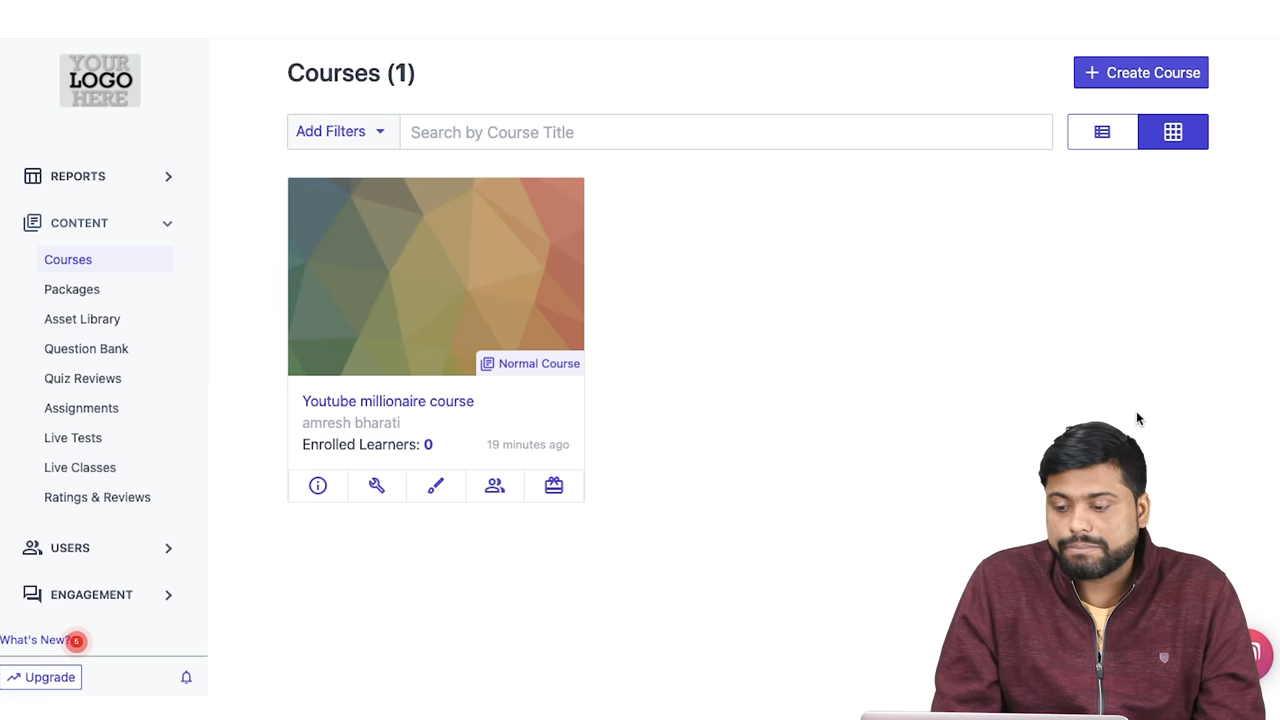 YOUR
LOGO
HERE
REPORTS
CONTENT
Courses
Packages
Asset Library
Question Bank
Quiz Reviews
Assignments
Live Tests
Live Classes
Ratings & Reviews
USERS
ENGAGEMENT
What's New?
Upgrade
Courses (1)
+ Create Course
Add Filters
Search by Course Title
Normal Course
Youtube millionaire course
amresh bharati
Enrolled Learners: 0
19 minutes ago